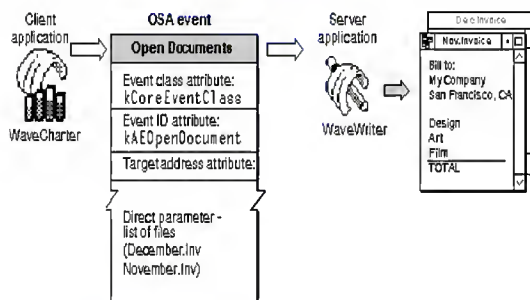 Client
application
WaveCharter
OSA event
Open Documents
Event class attribute:
kCoreEventClass
Event ID attribute:
kAEOpenDocument
Target address attribute:
Direct parameter -
list of files
(December.Inv
November.Inv)
Server
application
WaveWriter
Dec.Invoice
Nov.Invoice
Bill to:
My Company
San Francisco, CA
Design
Art
Film
TOTAL